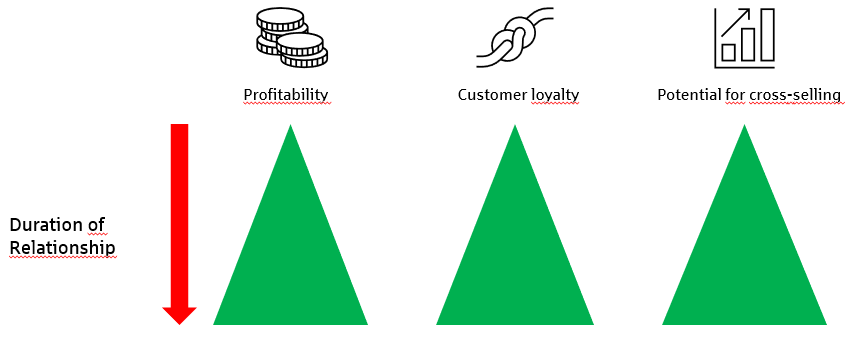 Profitability
Customer loyalty
Potential for cross-selling
Duration of
Relationship